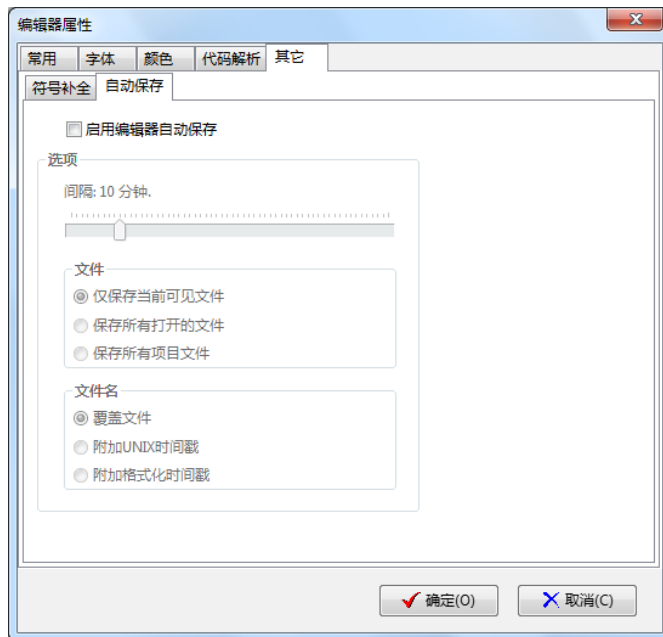 编辑器属性
常用 字体 颜色 代码解析 其它
符号补全 自动保存
启用编辑器自动保存
选项
间隔: 10 分钟.
文件
仅保存当前可见文件
保存所有打开的文件
保存所有项目文件
文件名
覆盖文件
附加UNIX时间戳
附加格式化时间戳
确定(O) 取消(C)